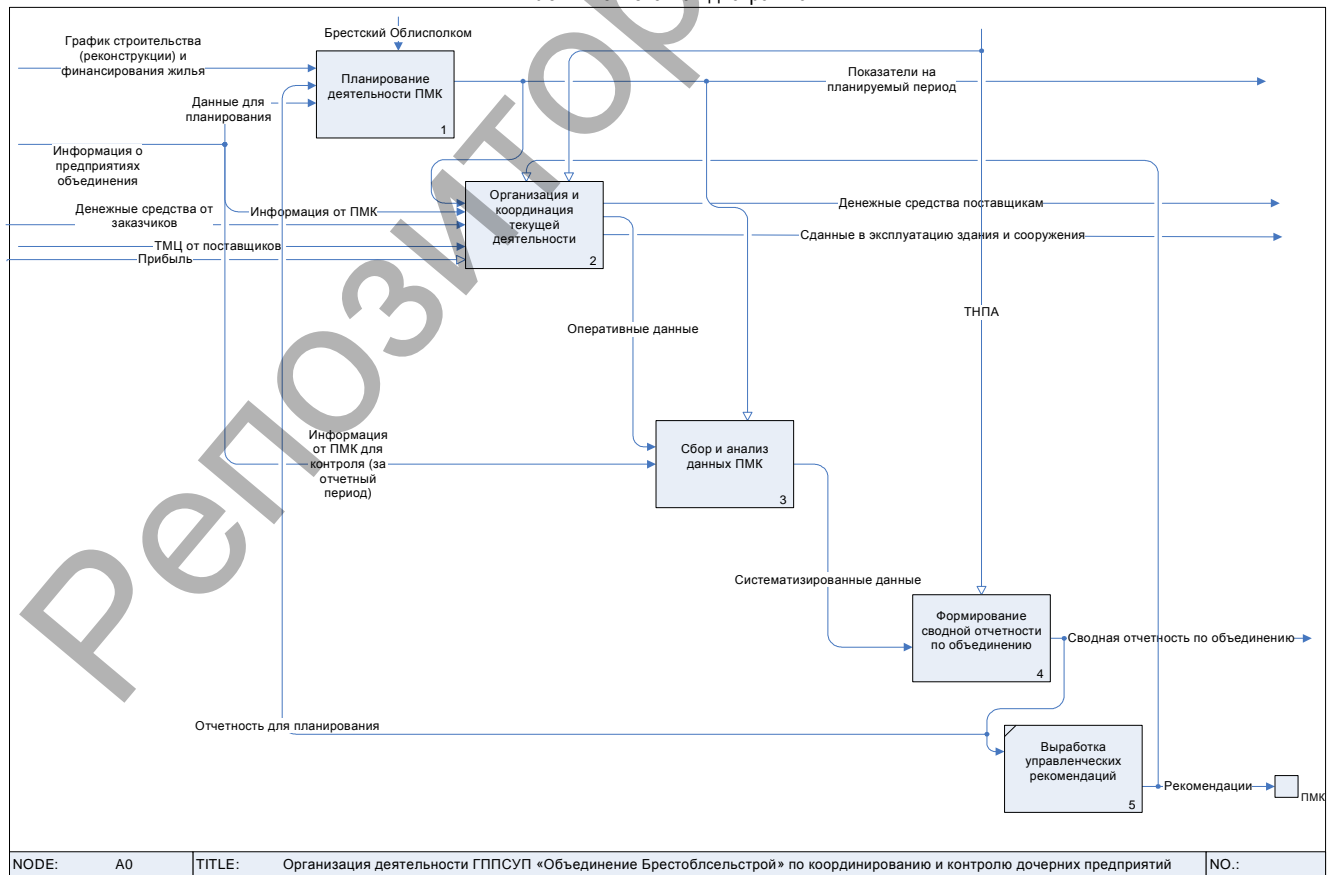 Брестский Облисполком
График строительства
(реконструкции) и
финансирования жилья
Планирование
деятельности ПМК
1
Показатели на
планируемый период
Данные для
планирования
Информация о
предприятиях
объединения
Организация и
координация
текущей
деятельности
2
Денежные средства от
заказчиков
Информация от ПМК
Денежные средства поставщикам
Сданные в эксплуатацию здания и сооружения
ТМЦ от поставщиков
Прибыль
ТНПА
Оперативные данные
Информация
от ПМК для
контроля (за
отчетный
период)
Сбор и анализ
данных ПМК
3
Систематизированные данные
Формирование
сводной отчетности
по объединению
4
Сводная отчетность по объединению
Отчетность для планирования
Выработка
управленческих
рекомендаций
5
Рекомендации
ПМК
NODE: A0 TITLE: Организация деятельности ГППСУП «Объединение Брестоблсельстрой» по координированию и контролю дочерних предприятий NO.: